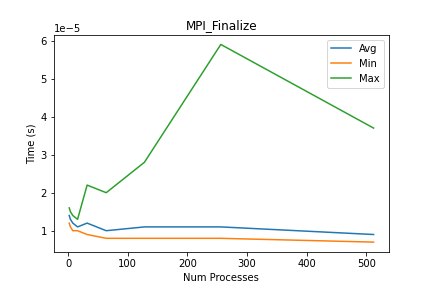 MPI_Finalize
1e−5
Avg
Min
Max
6
5
4
3
2
1
Time (s)
0
100
200
300
400
500
Num Processes